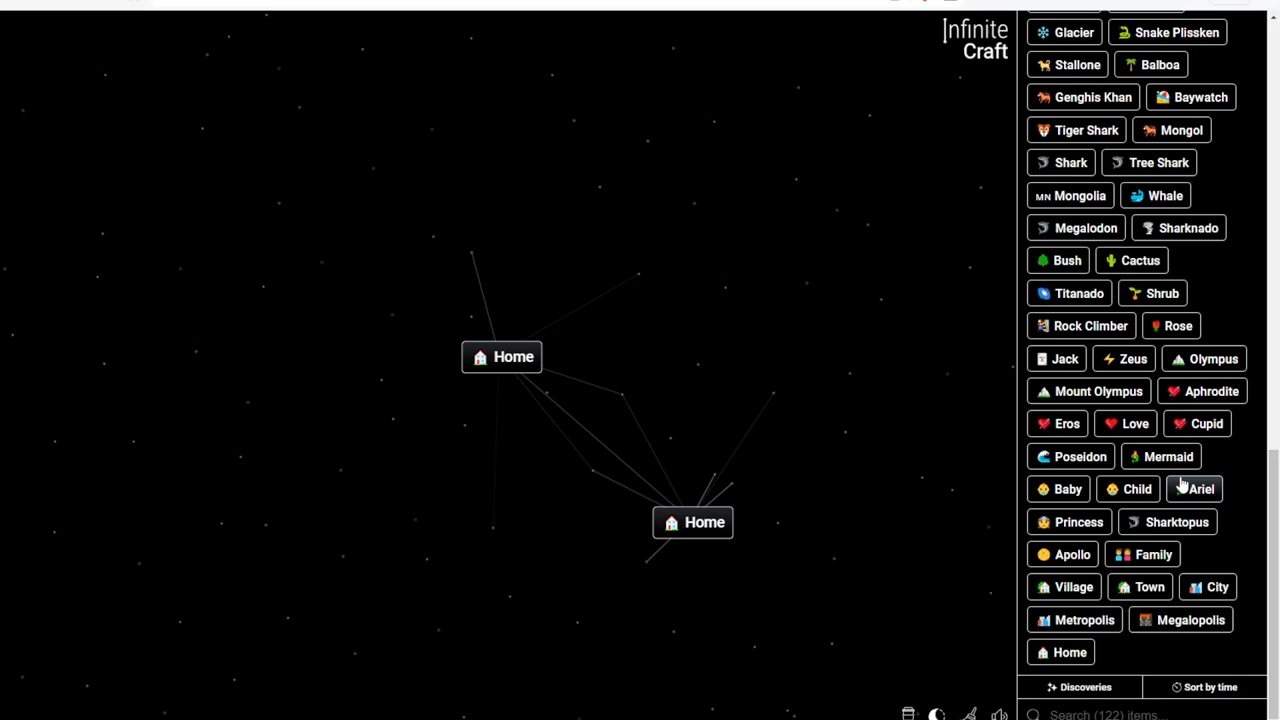 Infinite
Craft
Glacier
Snake Plissken
Stallone
Balboa
Genghis Khan
Baywatch
Tiger Shark
Mongol
Shark
Tree Shark
MN Mongolia
Whale
Megalodon
Sharknado
Bush
Cactus
Titanado
Shrub
Rock Climber
Rose
Jack
Zeus
Olympus
Mount Olympus
Aphrodite
Eros
Love
Cupid
Poseidon
Mermaid
Baby
Child
Ariel
Princess
Sharktopus
Apollo
Family
Village
Town
City
Metropolis
Megalopolis
Home
Home
Home
Discoveries
Sort by time
Search (122) items...